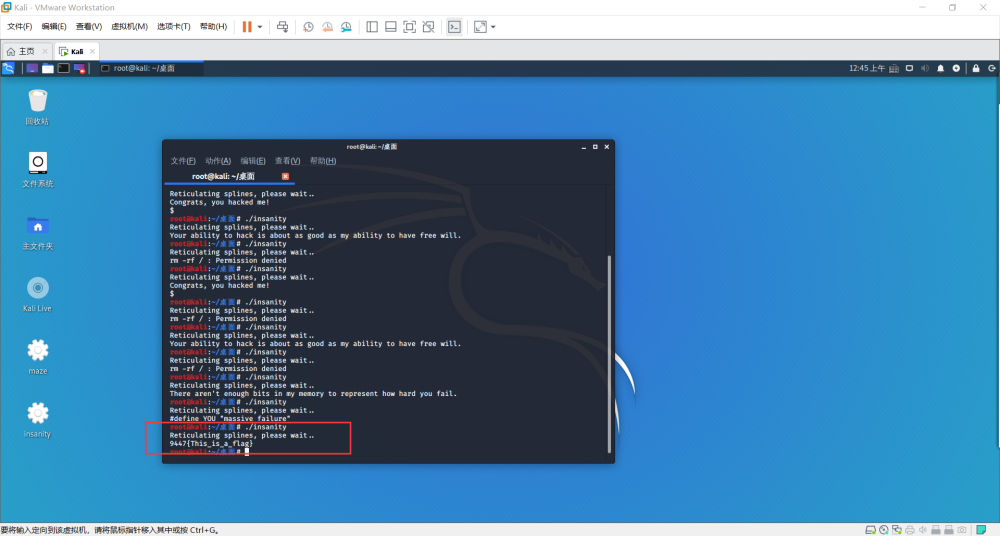 Kali - VMware Workstation
文件(F) 编辑(E) 查看(V) 虚拟机(M) 选项卡(T) 帮助(H)
主页 Kali
root@kali: ~/桌面 12:45 上午
回收站
文件系统
主文件夹
Kali Live
maze
insanity
root@kali: ~/桌面
文件(F) 动作(A) 编辑(E) 查看(V) 帮助(H)
root@kali: ~/桌面
Reticulating splines, please wait..
Congrats, you hacked me!
$
root@kali:~/桌面# ./insanity
Reticulating splines, please wait..
Your ability to hack is about as good as my ability to have free will.
root@kali:~/桌面# ./insanity
Reticulating splines, please wait..
rm -rf / : Permission denied
root@kali:~/桌面# ./insanity
Reticulating splines, please wait..
Congrats, you hacked me!
$
root@kali:~/桌面# ./insanity
Reticulating splines, please wait..
rm -rf / : Permission denied
root@kali:~/桌面# ./insanity
Reticulating splines, please wait..
Your ability to hack is about as good as my ability to have free will.
root@kali:~/桌面# ./insanity
Reticulating splines, please wait..
rm -rf / : Permission denied
root@kali:~/桌面# ./insanity
Reticulating splines, please wait..
There aren't enough bits in my memory to represent how hard you fail.
root@kali:~/桌面# ./insanity
Reticulating splines, please wait..
#define YOU "massive failure"
root@kali:~/桌面# ./insanity
Reticulating splines, please wait..
9447{This_is_a_flag}
root@kali:~/桌面#
要将输入定向到该虚拟机，请将鼠标指针移入其中或按 Ctrl+G。